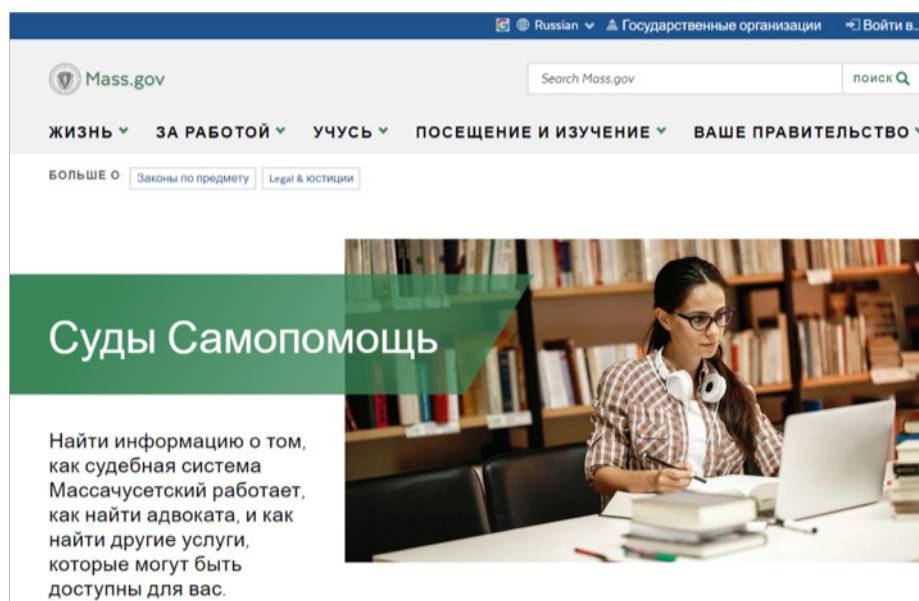 Russian Государственные организации Войти в...
Mass.gov
Search Mass.gov ПОИСК
ЖИЗНЬ ЗА РАБОТОЙ УЧУСЬ ПОСЕЩЕНИЕ И ИЗУЧЕНИЕ ВАШЕ ПРАВИТЕЛЬСТВО
БОЛЬШЕ О: Законы по предмету Legal & юстиции
Суды Самопомощь
Найти информацию о том,
как судебная система
Массачусетский работает,
как найти адвоката, и как
найти другие услуги,
которые могут быть
доступны для вас.